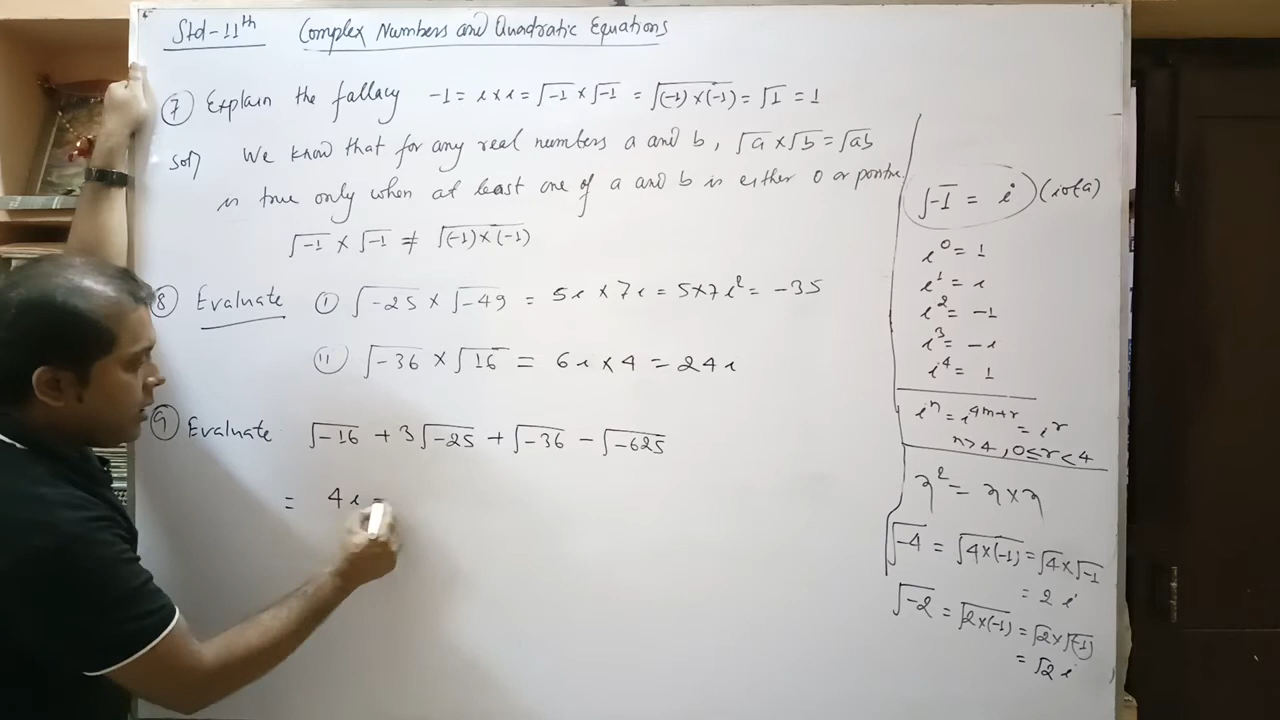 Std-11th Complex Numbers and Quadratic Equations
7 Explain the fallacy -1 = i×i = √-1 × √-1 = √(-1)×(-1) = √1 = 1
Soln We know that for any real numbers a and b, √a × √b = √ab
is true only when at least one of a and b is either 0 or positive.
√-1 × √-1 ≠ √(-1)×(-1)
8 Evaluate (i) √-25 × √-49 = 5i × 7i = 5×7i² = -35
(ii) √-36 × √16 = 6i × 4 = 24i
9 Evaluate √-16 + 3√-25 + √-36 - √-625
= 4i
√-1 = i (iota)
i⁰ = 1
i¹ = i
i² = -1
i³ = -i
i⁴ = 1
iⁿ = i⁴ᵐ⁺ʳ = iʳ
n>4, 0≤r<4
x² = x × x
√-4 = √4×(-1) = √4×√-1
= 2i
√-2 = √2×(-1) = √2×√(-1)
= √2 i